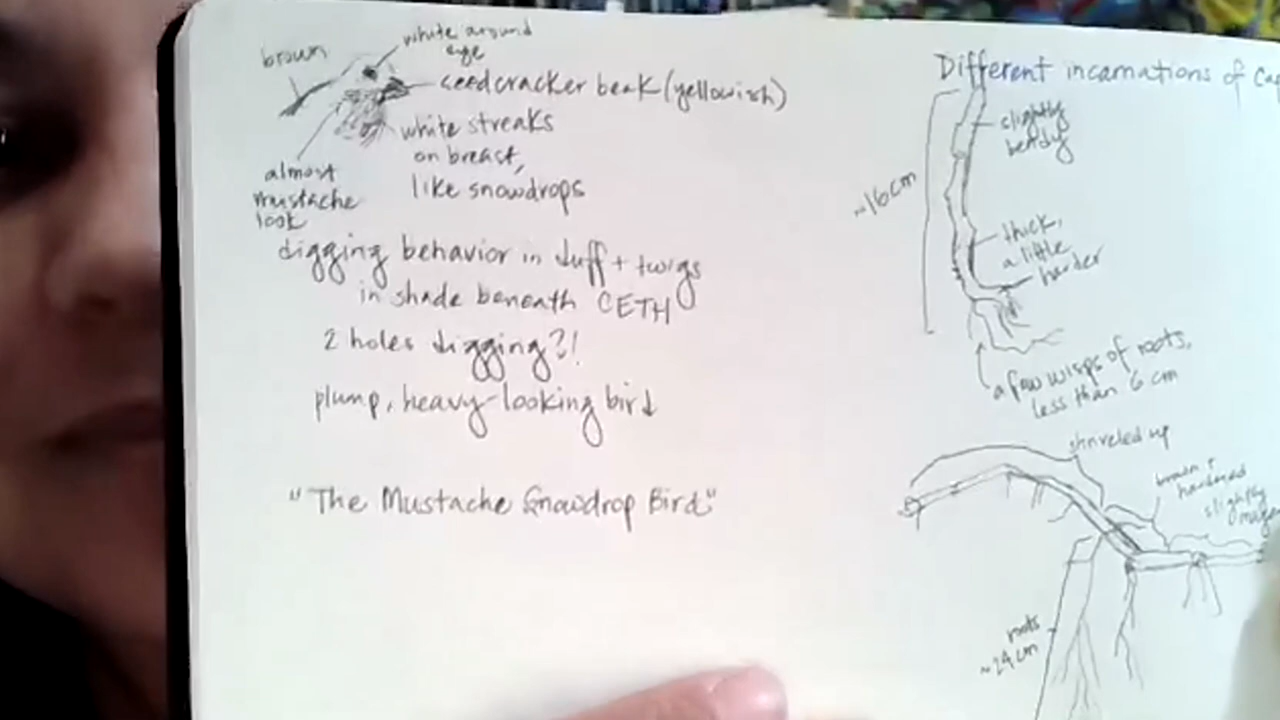 brown
white around
eye
seedcracker beak (yellowish)
white streaks
on breast,
like snowdrops
almost
mustache
look
digging behavior in duff + twigs
in shade beneath CETH
2 holes digging?!
plump, heavy-looking bird
"The Mustache Snowdrop Bird"
Different incarnations of
slightly
bendy
~16cm
thick,
a little
harder
a few wisps of roots,
less than 6 cm
shriveled up
brown +
hardened
slightly
roots
~24cm